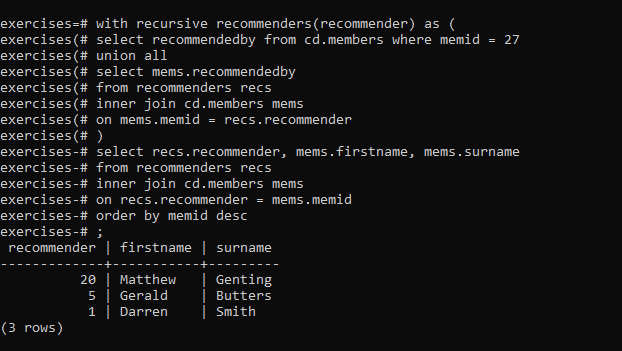 exercises=# with recursive recommenders(recommender) as (
exercises(# select recommendedby from cd.members where memid = 27
exercises(# union all
exercises(# select mems.recommendedby
exercises(# from recommenders recs
exercises(# inner join cd.members mems
exercises(# on mems.memid = recs.recommender
exercises(# )
exercises-# select recs.recommender, mems.firstname, mems.surname
exercises-# from recommenders recs
exercises-# inner join cd.members mems
exercises-# on recs.recommender = mems.memid
exercises-# order by memid desc
exercises-# ;
 recommender | firstname | surname
-------------+-----------+---------
          20 | Matthew   | Genting
           5 | Gerald    | Butters
           1 | Darren    | Smith
(3 rows)